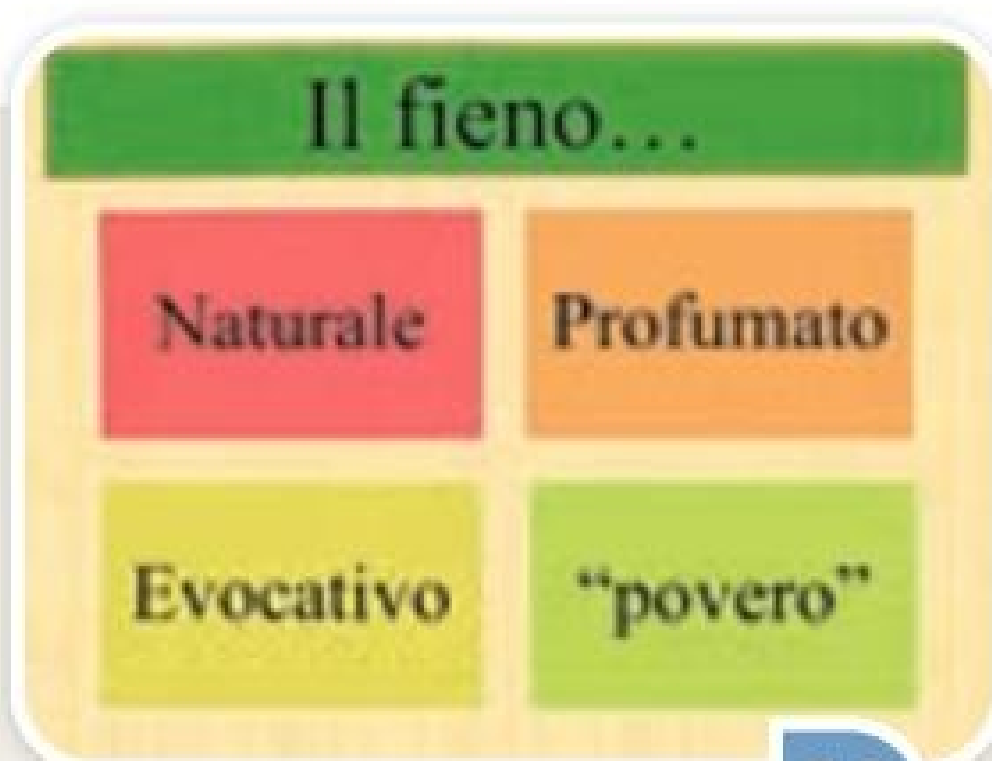 Il fieno...
Naturale
Profumato
Evocativo
“povero”